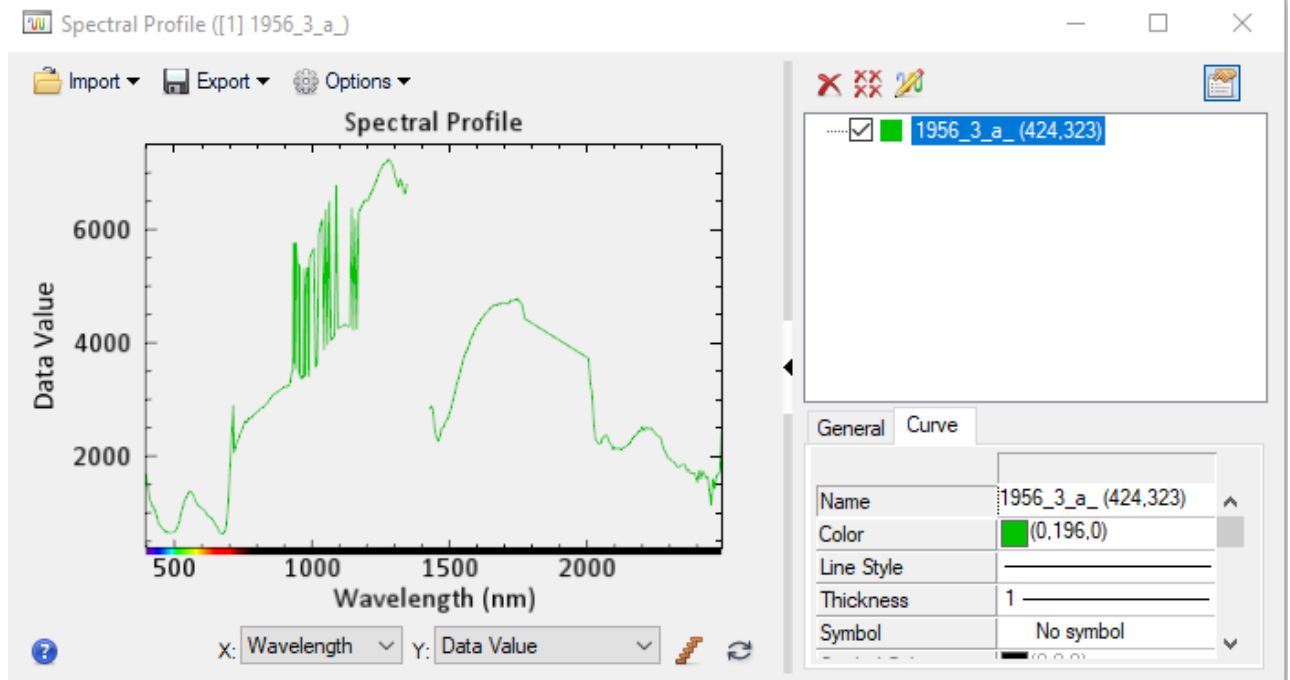 Spectral Profile ([1] 1956_3_a_)
Import Export Options
Spectral Profile
6000
4000
2000
Data Value
500 1000 1500 2000
Wavelength (nm)
X: Wavelength Y: Data Value
1956_3_a_ (424,323)
General Curve
Name 1956_3_a_ (424,323)
Color (0,196,0)
Line Style
Thickness 1
Symbol No symbol